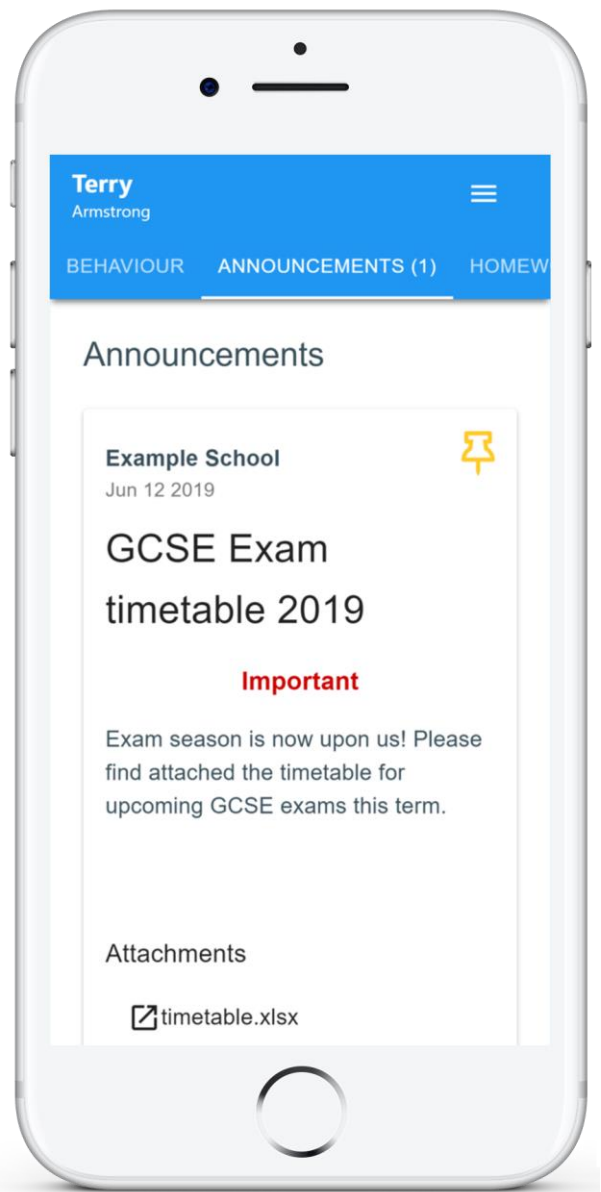 Terry
Armstrong
BEHAVIOUR ANNOUNCEMENTS (1) HOMEW
Announcements
Example School
Jun 12 2019
GCSE Exam
timetable 2019
Important
Exam season is now upon us! Please
find attached the timetable for
upcoming GCSE exams this term.
Attachments
timetable.xlsx